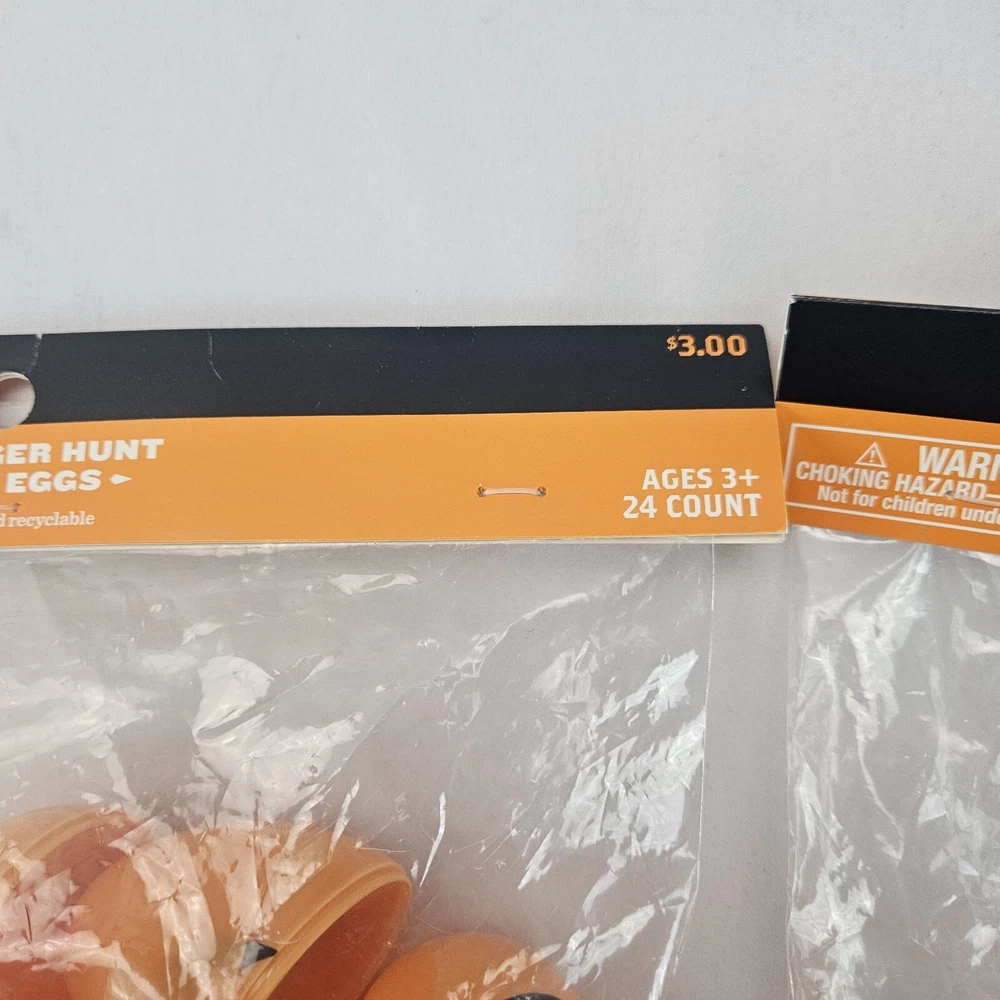 $3.00
GER HUNT
EGGS
d recyclable
AGES 3+
24 COUNT
WARN
CHOKING HAZARD—
Not for children unde